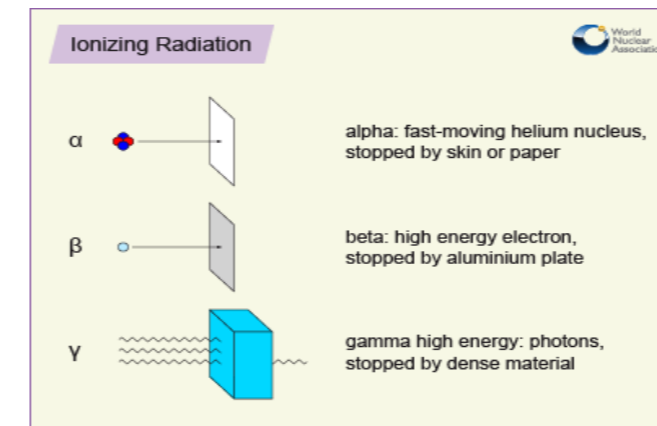 Ionizing Radiation
World
Nuclear
α
alpha: fast-moving helium nucleus,
stopped by skin or paper
β
beta: high energy electron,
stopped by aluminium plate
γ
gamma high energy: photons,
stopped by dense material